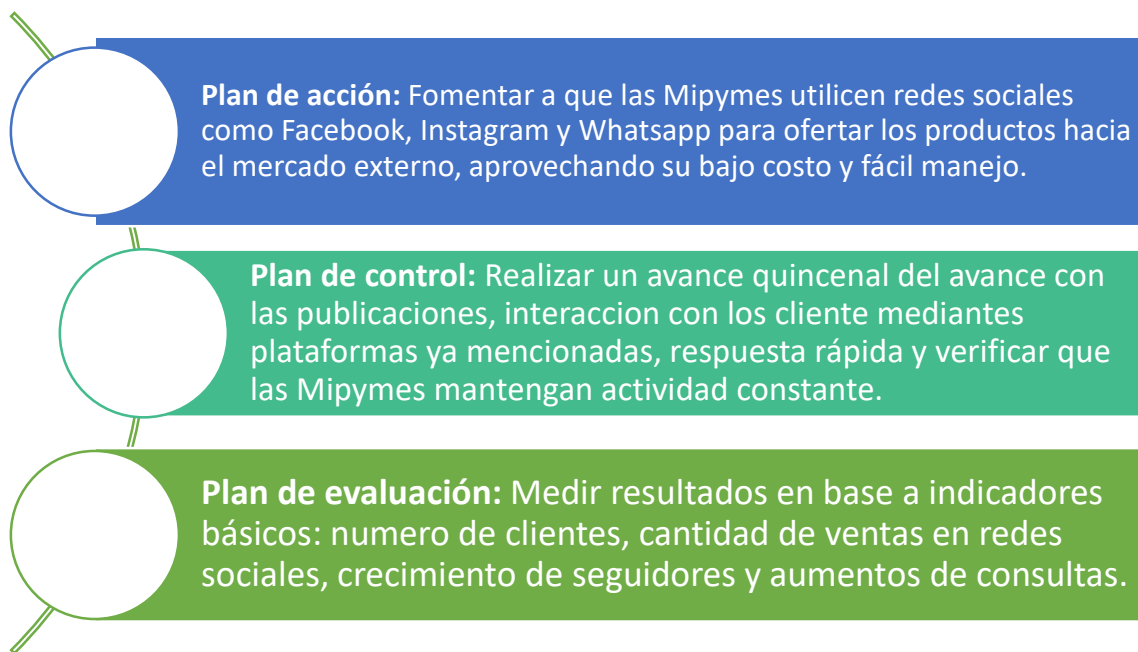 Plan de acción: Fomentar a que las Mipymes utilicen redes sociales
como Facebook, Instagram y Whatsapp para ofertar los productos hacia
el mercado externo, aprovechando su bajo costo y fácil manejo.
Plan de control: Realizar un avance quincenal del avance con
las publicaciones, interaccion con los cliente mediantes
plataformas ya mencionadas, respuesta rápida y verificar que
las Mipymes mantengan actividad constante.
Plan de evaluación: Medir resultados en base a indicadores
básicos: numero de clientes, cantidad de ventas en redes
sociales, crecimiento de seguidores y aumentos de consultas.